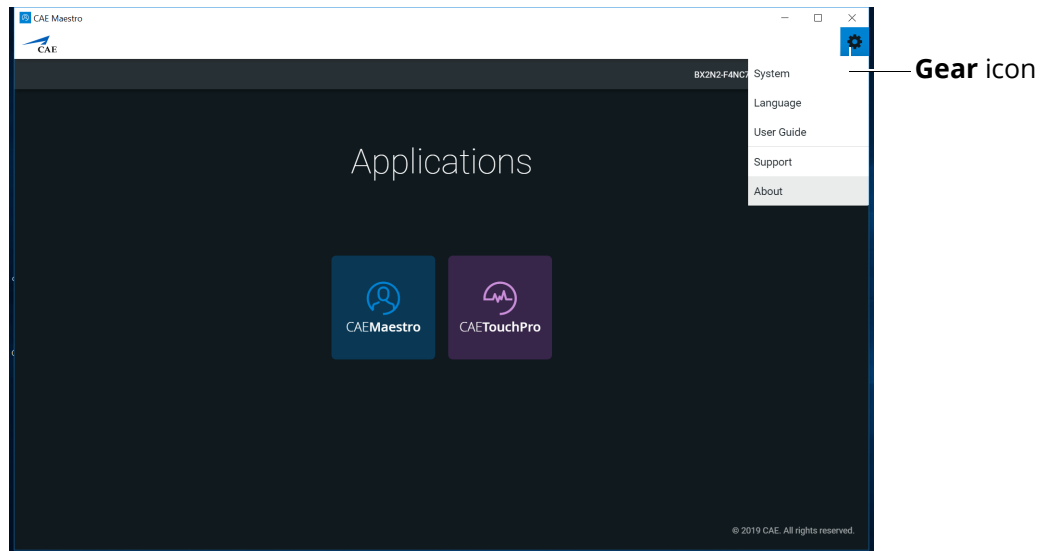 CAE Maestro
CAE
BX2N2-F4NC7
System
Gear icon
Language
User Guide
Support
About
Applications
CAEMaestro
CAETouchPro
© 2019 CAE. All rights reserved.